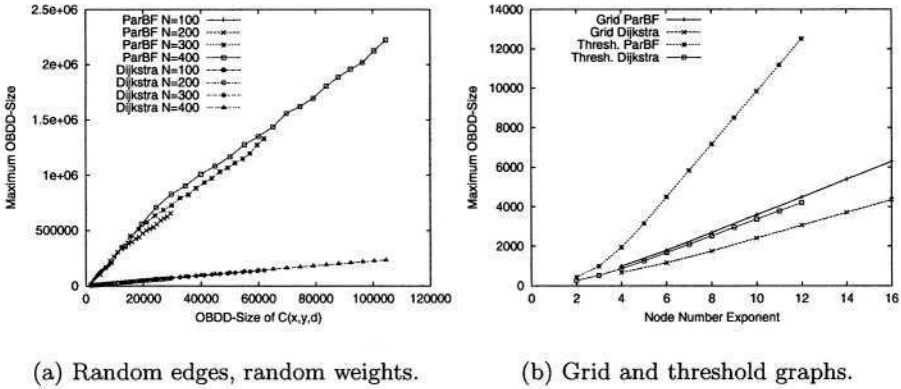 Maximum OBDD-Size
2.5e+06
2e+06
1.5e+06
1e+06
500000
0
ParBF N=100
ParBF N=200
ParBF N=300
ParBF N=400
Dijkstra N=100
Dijkstra N=200
Dijkstra N=300
Dijkstra N=400
0 20000 40000 60000 80000 100000 120000
OBDD-Size of C(x,y,d)
(a) Random edges, random weights.
Maximum OBDD-Size
14000
12000
10000
8000
6000
4000
2000
0
Grid ParBF
Grid Dijkstra
Thresh. ParBF
Thresh. Dijkstra
0 2 4 6 8 10 12 14 16
Node Number Exponent
(b) Grid and threshold graphs.